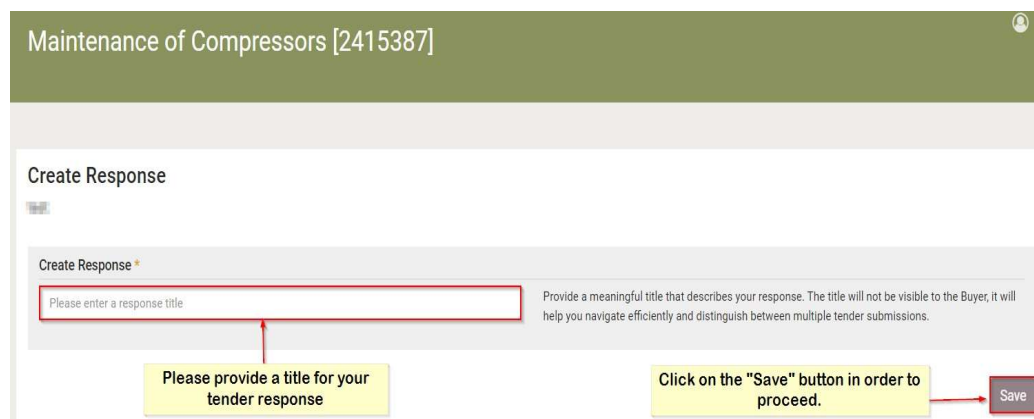 Maintenance of Compressors [2415387]
Create Response
Create Response *
Please enter a response title
Provide a meaningful title that describes your response. The title will not be visible to the Buyer, it will
help you navigate efficiently and distinguish between multiple tender submissions.
Please provide a title for your
tender response
Click on the "Save" button in order to
proceed.
Save